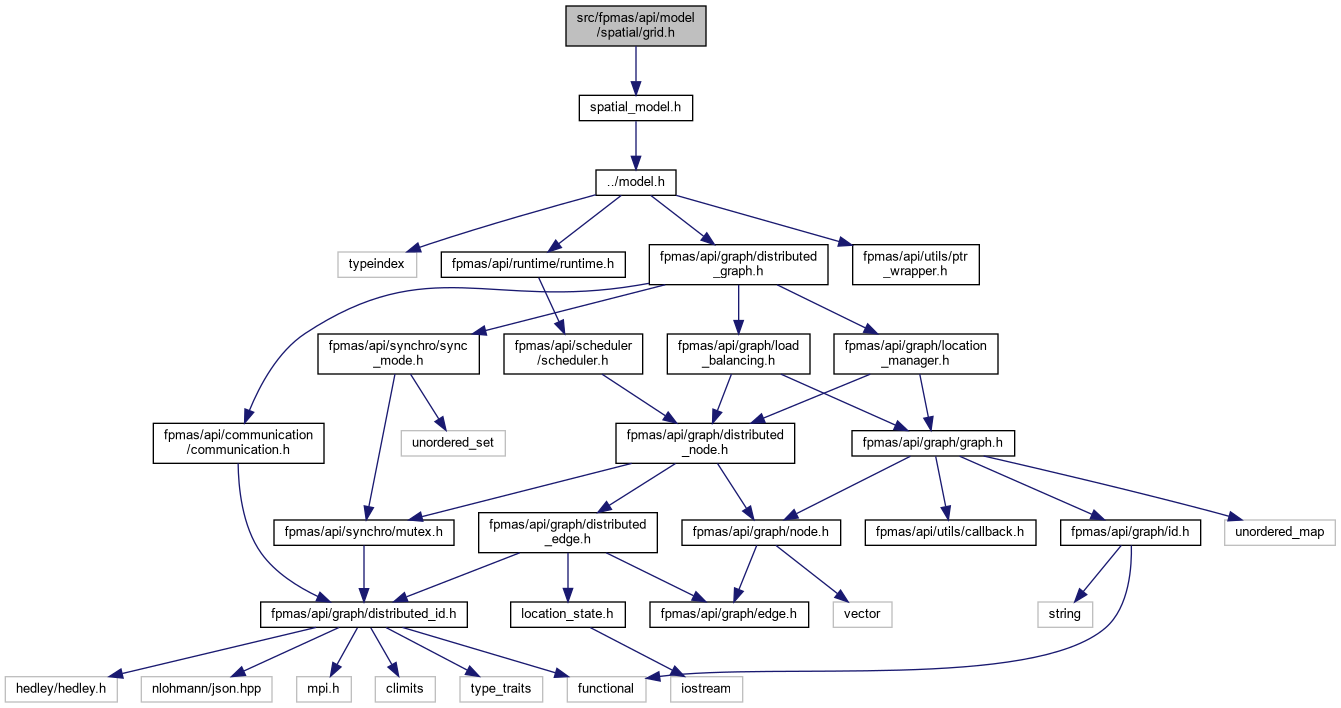 src/fpmas/api/model
/spatial/grid.h
spatial_model.h
../model.h
typeindex
fpmas/api/runtime/runtime.h
fpmas/api/graph/distributed
_graph.h
fpmas/api/utils/ptr
_wrapper.h
fpmas/api/synchro/sync
_mode.h
fpmas/api/scheduler
/scheduler.h
fpmas/api/graph/load
_balancing.h
fpmas/api/graph/location
_manager.h
fpmas/api/communication
/communication.h
unordered_set
fpmas/api/graph/distributed
_node.h
fpmas/api/graph/graph.h
fpmas/api/synchro/mutex.h
fpmas/api/graph/distributed
_edge.h
fpmas/api/graph/node.h
fpmas/api/utils/callback.h
fpmas/api/graph/id.h
unordered_map
fpmas/api/graph/distributed_id.h
location_state.h
fpmas/api/graph/edge.h
vector
string
hedley/hedley.h
nlohmann/json.hpp
mpi.h
climits
type_traits
functional
iostream